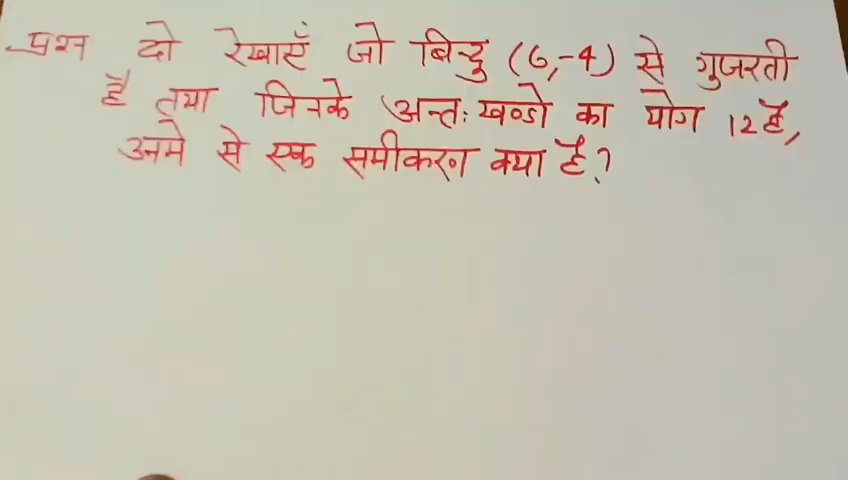 प्रश्न दो रेखाएँ जो बिन्दु (6,-4) से गुजरती
है तथा जिनके अन्त: खण्डो का योग 12 है,
उनमे से एक समीकरण क्या है?